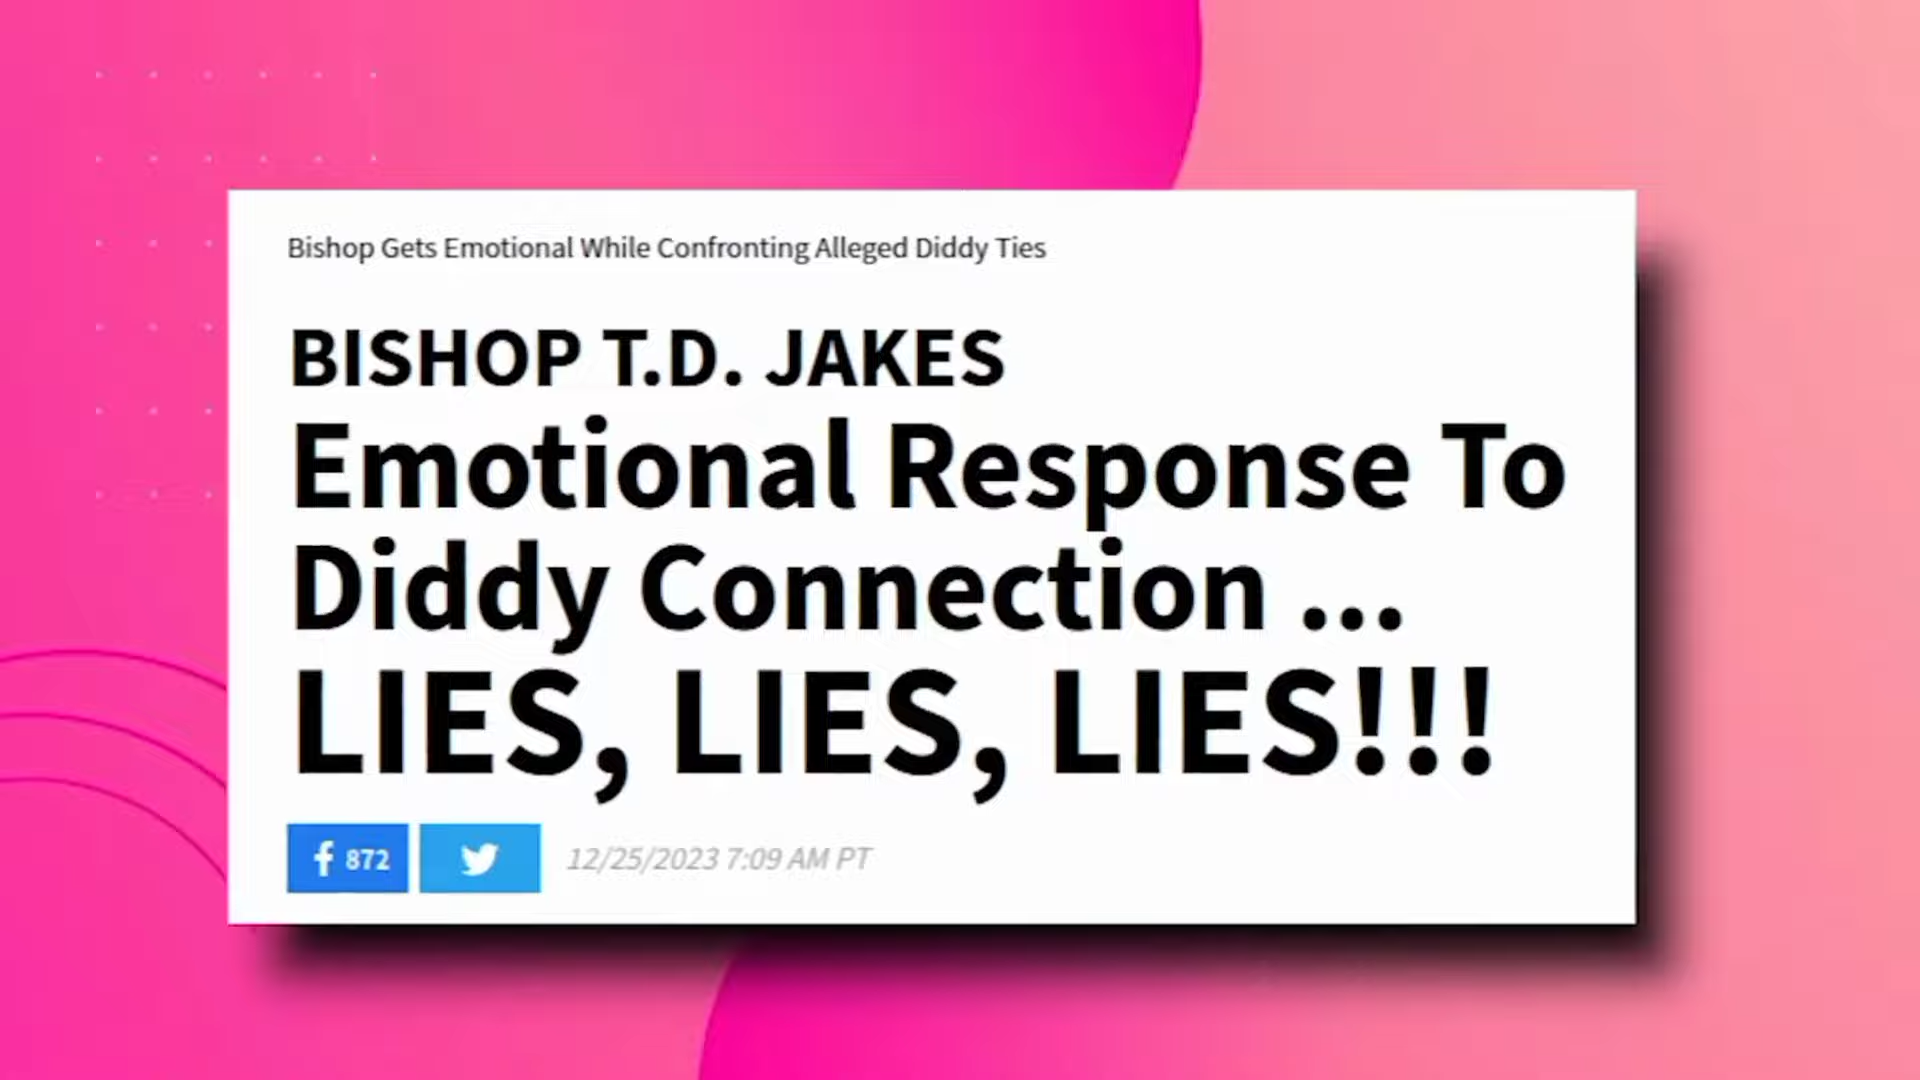 Bishop Gets Emotional While Confronting Alleged Diddy Ties
BISHOP T.D. JAKES
Emotional Response To
Diddy Connection ...
LIES, LIES, LIES!!!
f 872
12/25/2023 7:09 AM PT